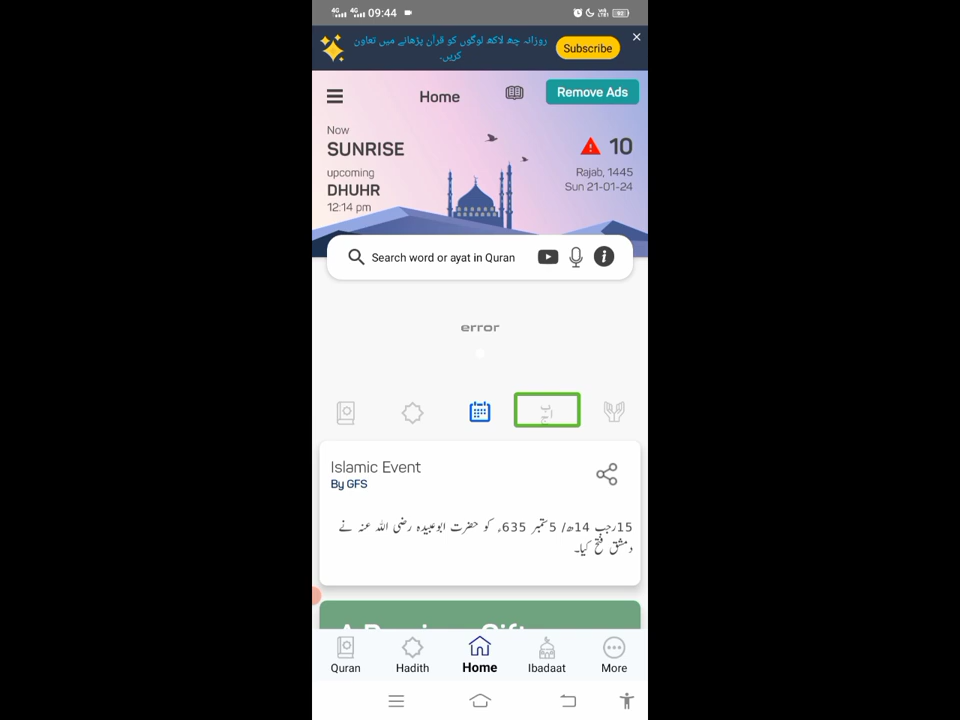 4G 4G 09:44
روزانہ چھ لاکھ لوگوں کو قرآن پڑھانے میں تعاون
کریں۔
Subscribe
Home
Remove Ads
Now
SUNRISE
upcoming
DHUHR
12:14 pm
10
Rajab, 1445
Sun 21-01-24
Search word or ayat in Quran
error
Islamic Event
By GFS
15رجب 14ھ/ 5ستمبر 635ء کو حضرت ابوعبیدہ رضی اللہ عنہ نے
دمشق فتح کیا۔
Quran
Hadith
Home
Ibadaat
More